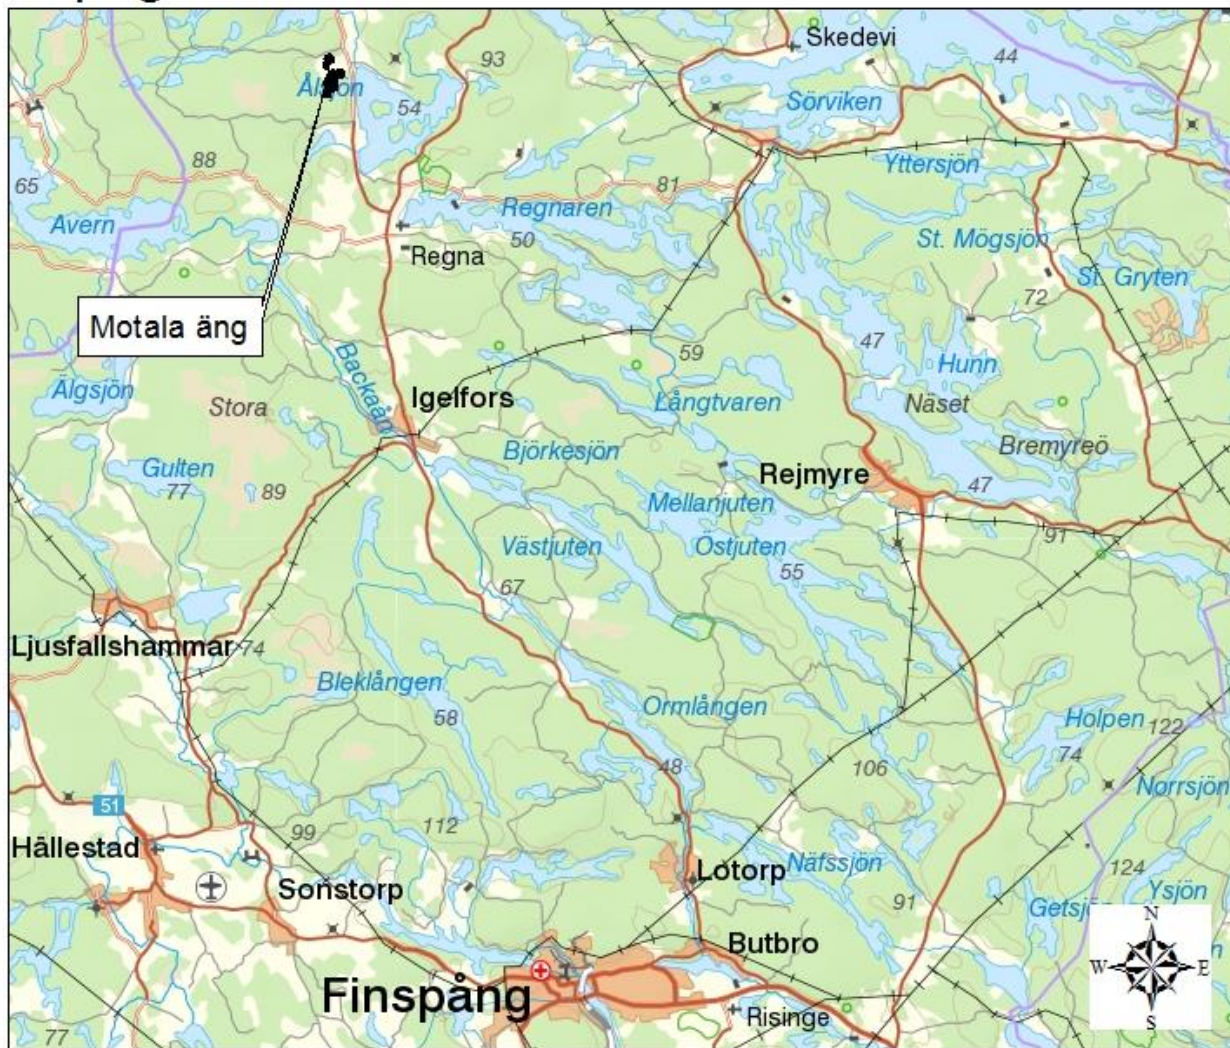 Skedevi
93
44
Sörviken
54
88
Yttersjön
65
81
Regnaren
Avern
50
St. Mögsjön
Regna
St. Gryten
72
Motala äng
47
59
Hunn
Backaån
Älgsjön
Igelfors
Långtvaren
Näset
Stora
Bremyreö
Björkesjön
Gulten
Rejmyre
77
89
47
Mellanjuten
91
Västjuten
Östjuten
55
67
Ljusfallshammar
74
Bleklången
58
Ormlången
Holpen
122
74
48
106
Norrsjön
51
99
112
Hållestad
Näfssjön
Lotorp
124
Sonstorp
Ysjön
91
N
Butbro
W
E
Finspång
S
Risinge
77